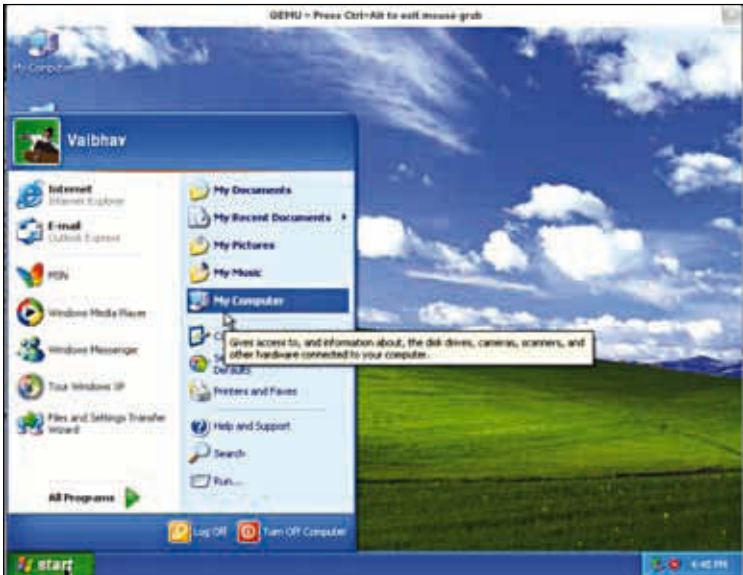 QEMU - Press Ctrl-Alt to exit mouse grab
My Computer
Vaibhav
Internet
Internet Explorer
E-mail
Outlook Express
MSN
Windows Media Player
Windows Messenger
Tour Windows XP
Files and Settings Transfer
Wizard
All Programs
My Documents
My Recent Documents
My Pictures
My Music
My Computer
Gives access to, and information about, the disk drives, cameras, scanners, and
other hardware connected to your computer.
C
Defaults
Printers and Faxes
Help and Support
Search
Run...
Log Off
Turn Off Computer
start
4:40 PM